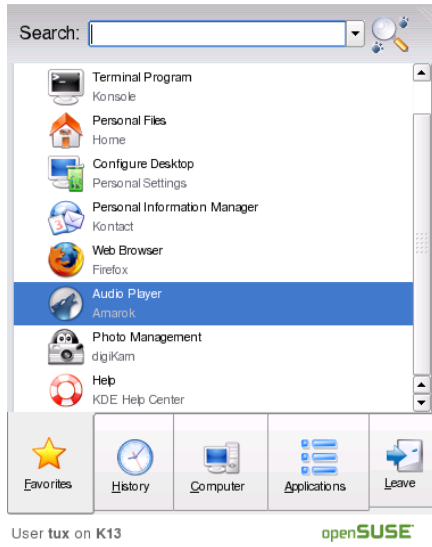 Search:
Terminal Program
Konsole
Personal Files
Home
Configure Desktop
Personal Settings
Personal Information Manager
Kontact
Web Browser
Firefox
Audio Player
Amarok
Photo Management
digiKam
Help
KDE Help Center
Favorites
History
Computer
Applications
Leave
User tux on K13
openSUSE